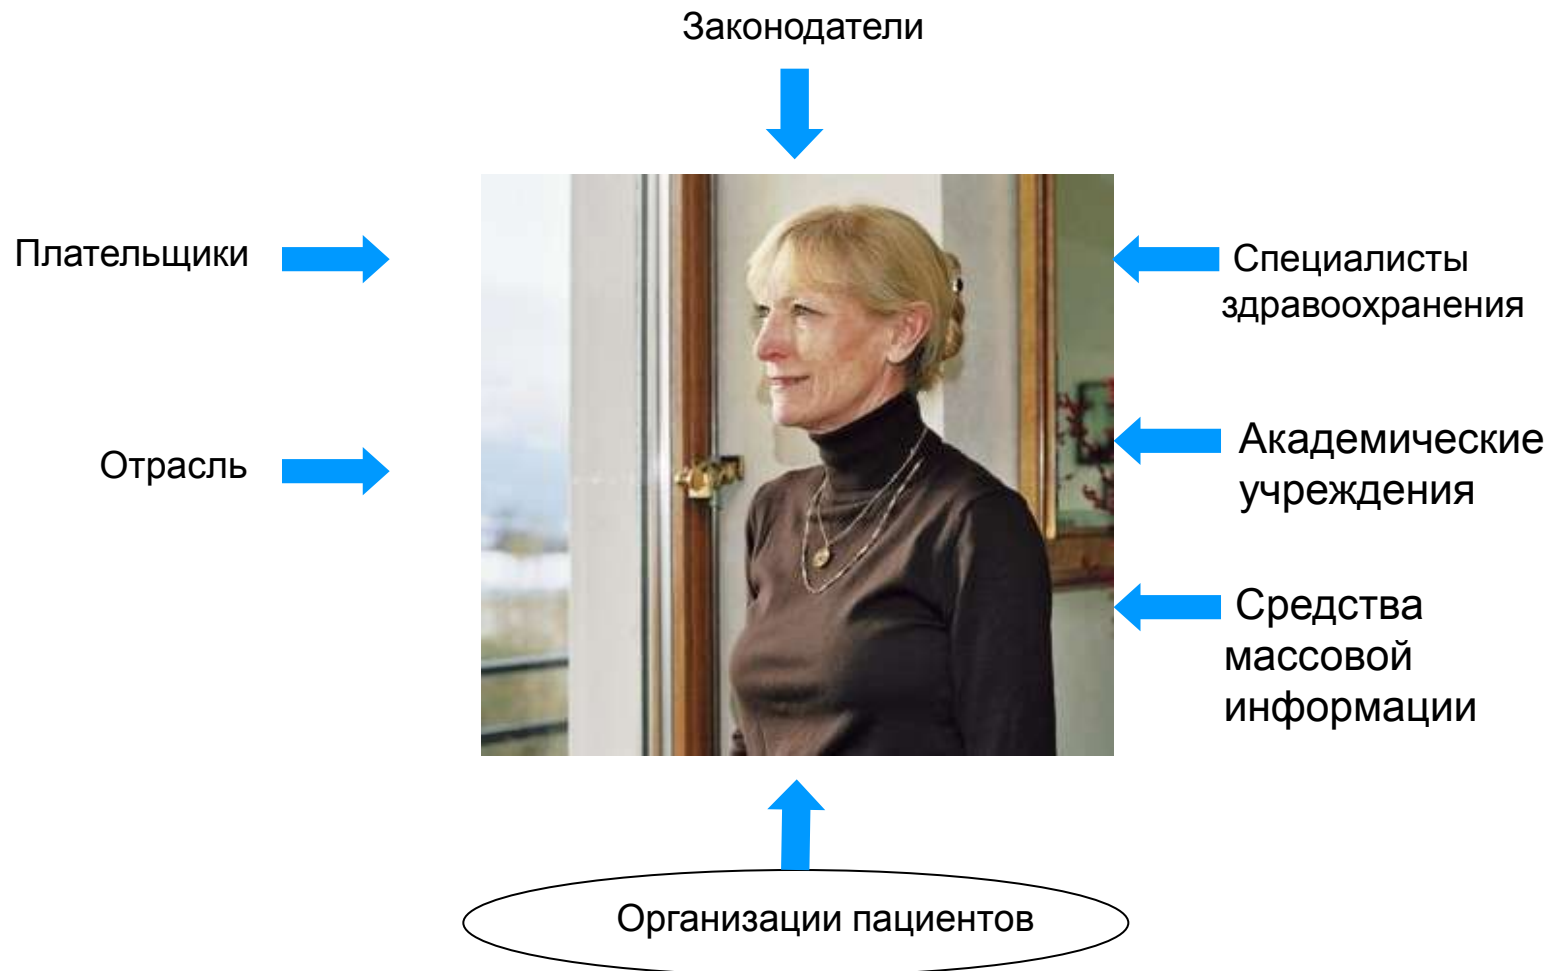 Законодатели
Плательщики
Специалисты
здравоохранения
Отрасль
Академические
учреждения
Средства
массовой
информации
Организации пациентов